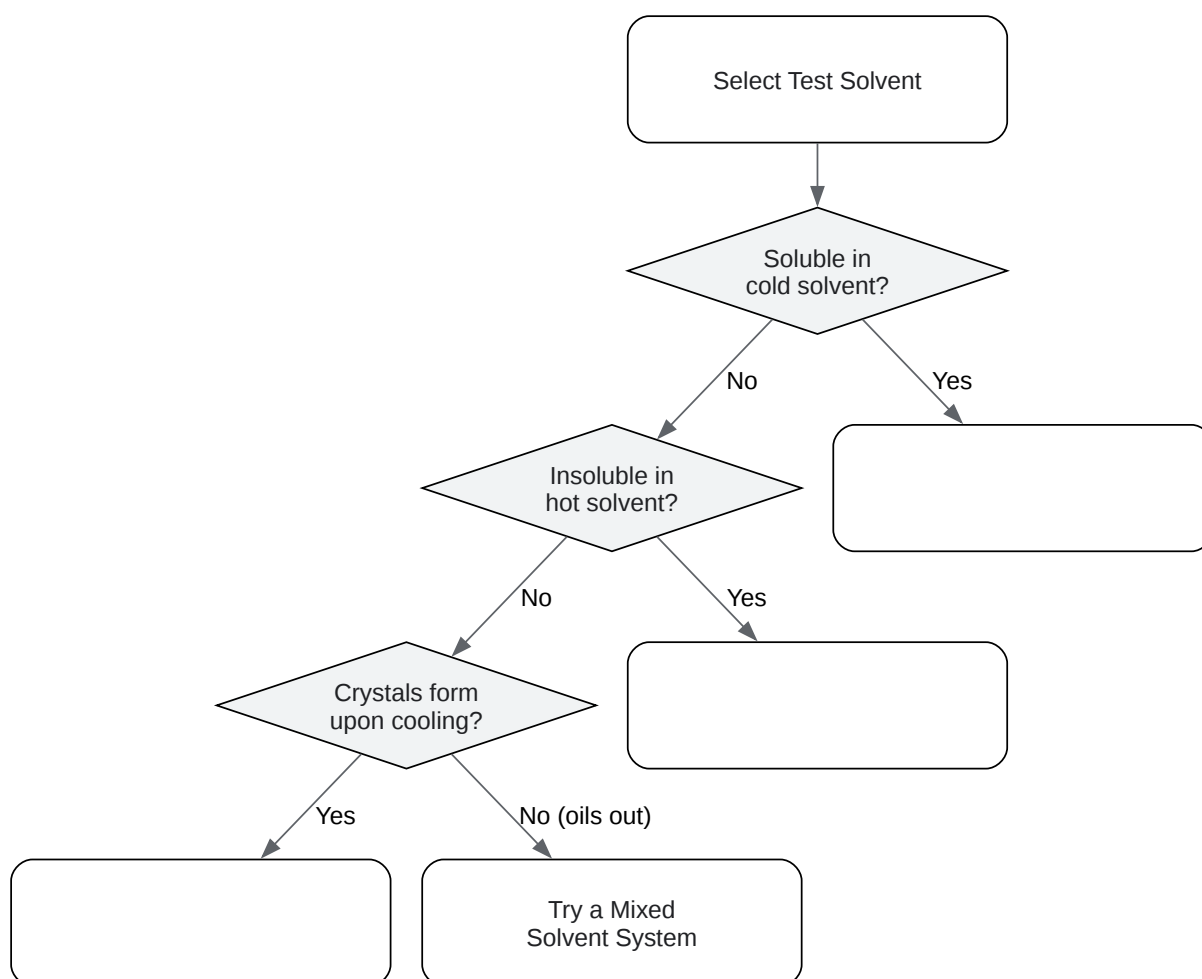 Select Test Solvent
Soluble in
cold solvent?
No
Yes
Insoluble in
hot solvent?
No
Yes
Crystals form
upon cooling?
Yes
No (oils out)
Try a Mixed
Solvent System